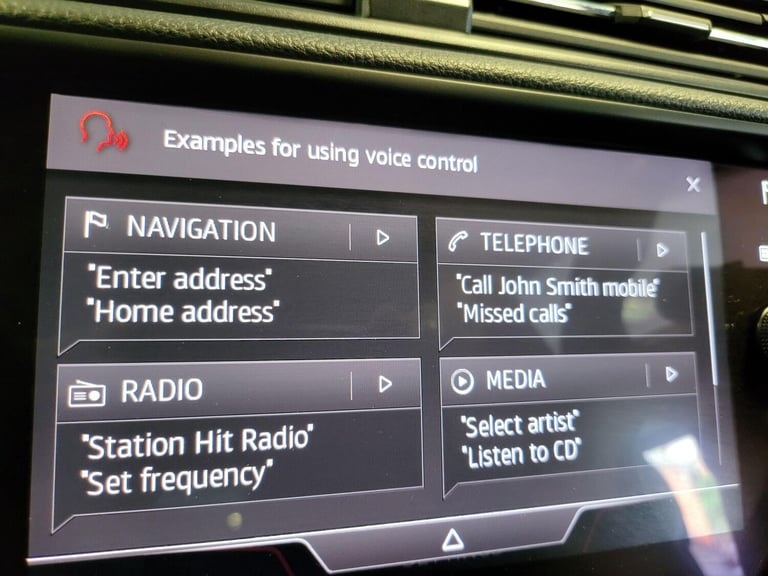 Examples for using voice control
NAVIGATION
"Enter address"
"Home address"
TELEPHONE
"Call John Smith mobile"
"Missed calls"
RADIO
"Station Hit Radio"
"Set frequency"
MEDIA
"Select artist"
"Listen to CD"